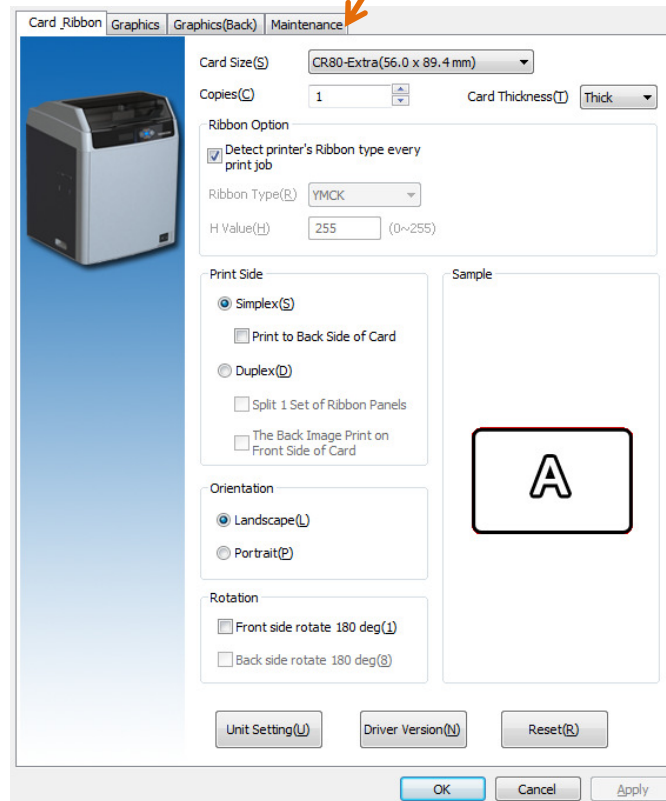 Card_Ribbon Graphics Graphics(Back) Maintenance
Card Size(S) CR80-Extra(56.0 x 89.4 mm)
Copies(C) 1 Card Thickness(T) Thick
Ribbon Option
Detect printer's Ribbon type every
print job
Ribbon Type(R) YMCK
H Value(H) 255 (0~255)
Print Side
Simplex(S)
Print to Back Side of Card
Duplex(D)
Split 1 Set of Ribbon Panels
The Back Image Print on
Front Side of Card
Sample
A
Orientation
Landscape(L)
Portrait(P)
Rotation
Front side rotate 180 deg(1)
Back side rotate 180 deg(8)
Unit Setting(U) Driver Version(N) Reset(R)
OK Cancel Apply